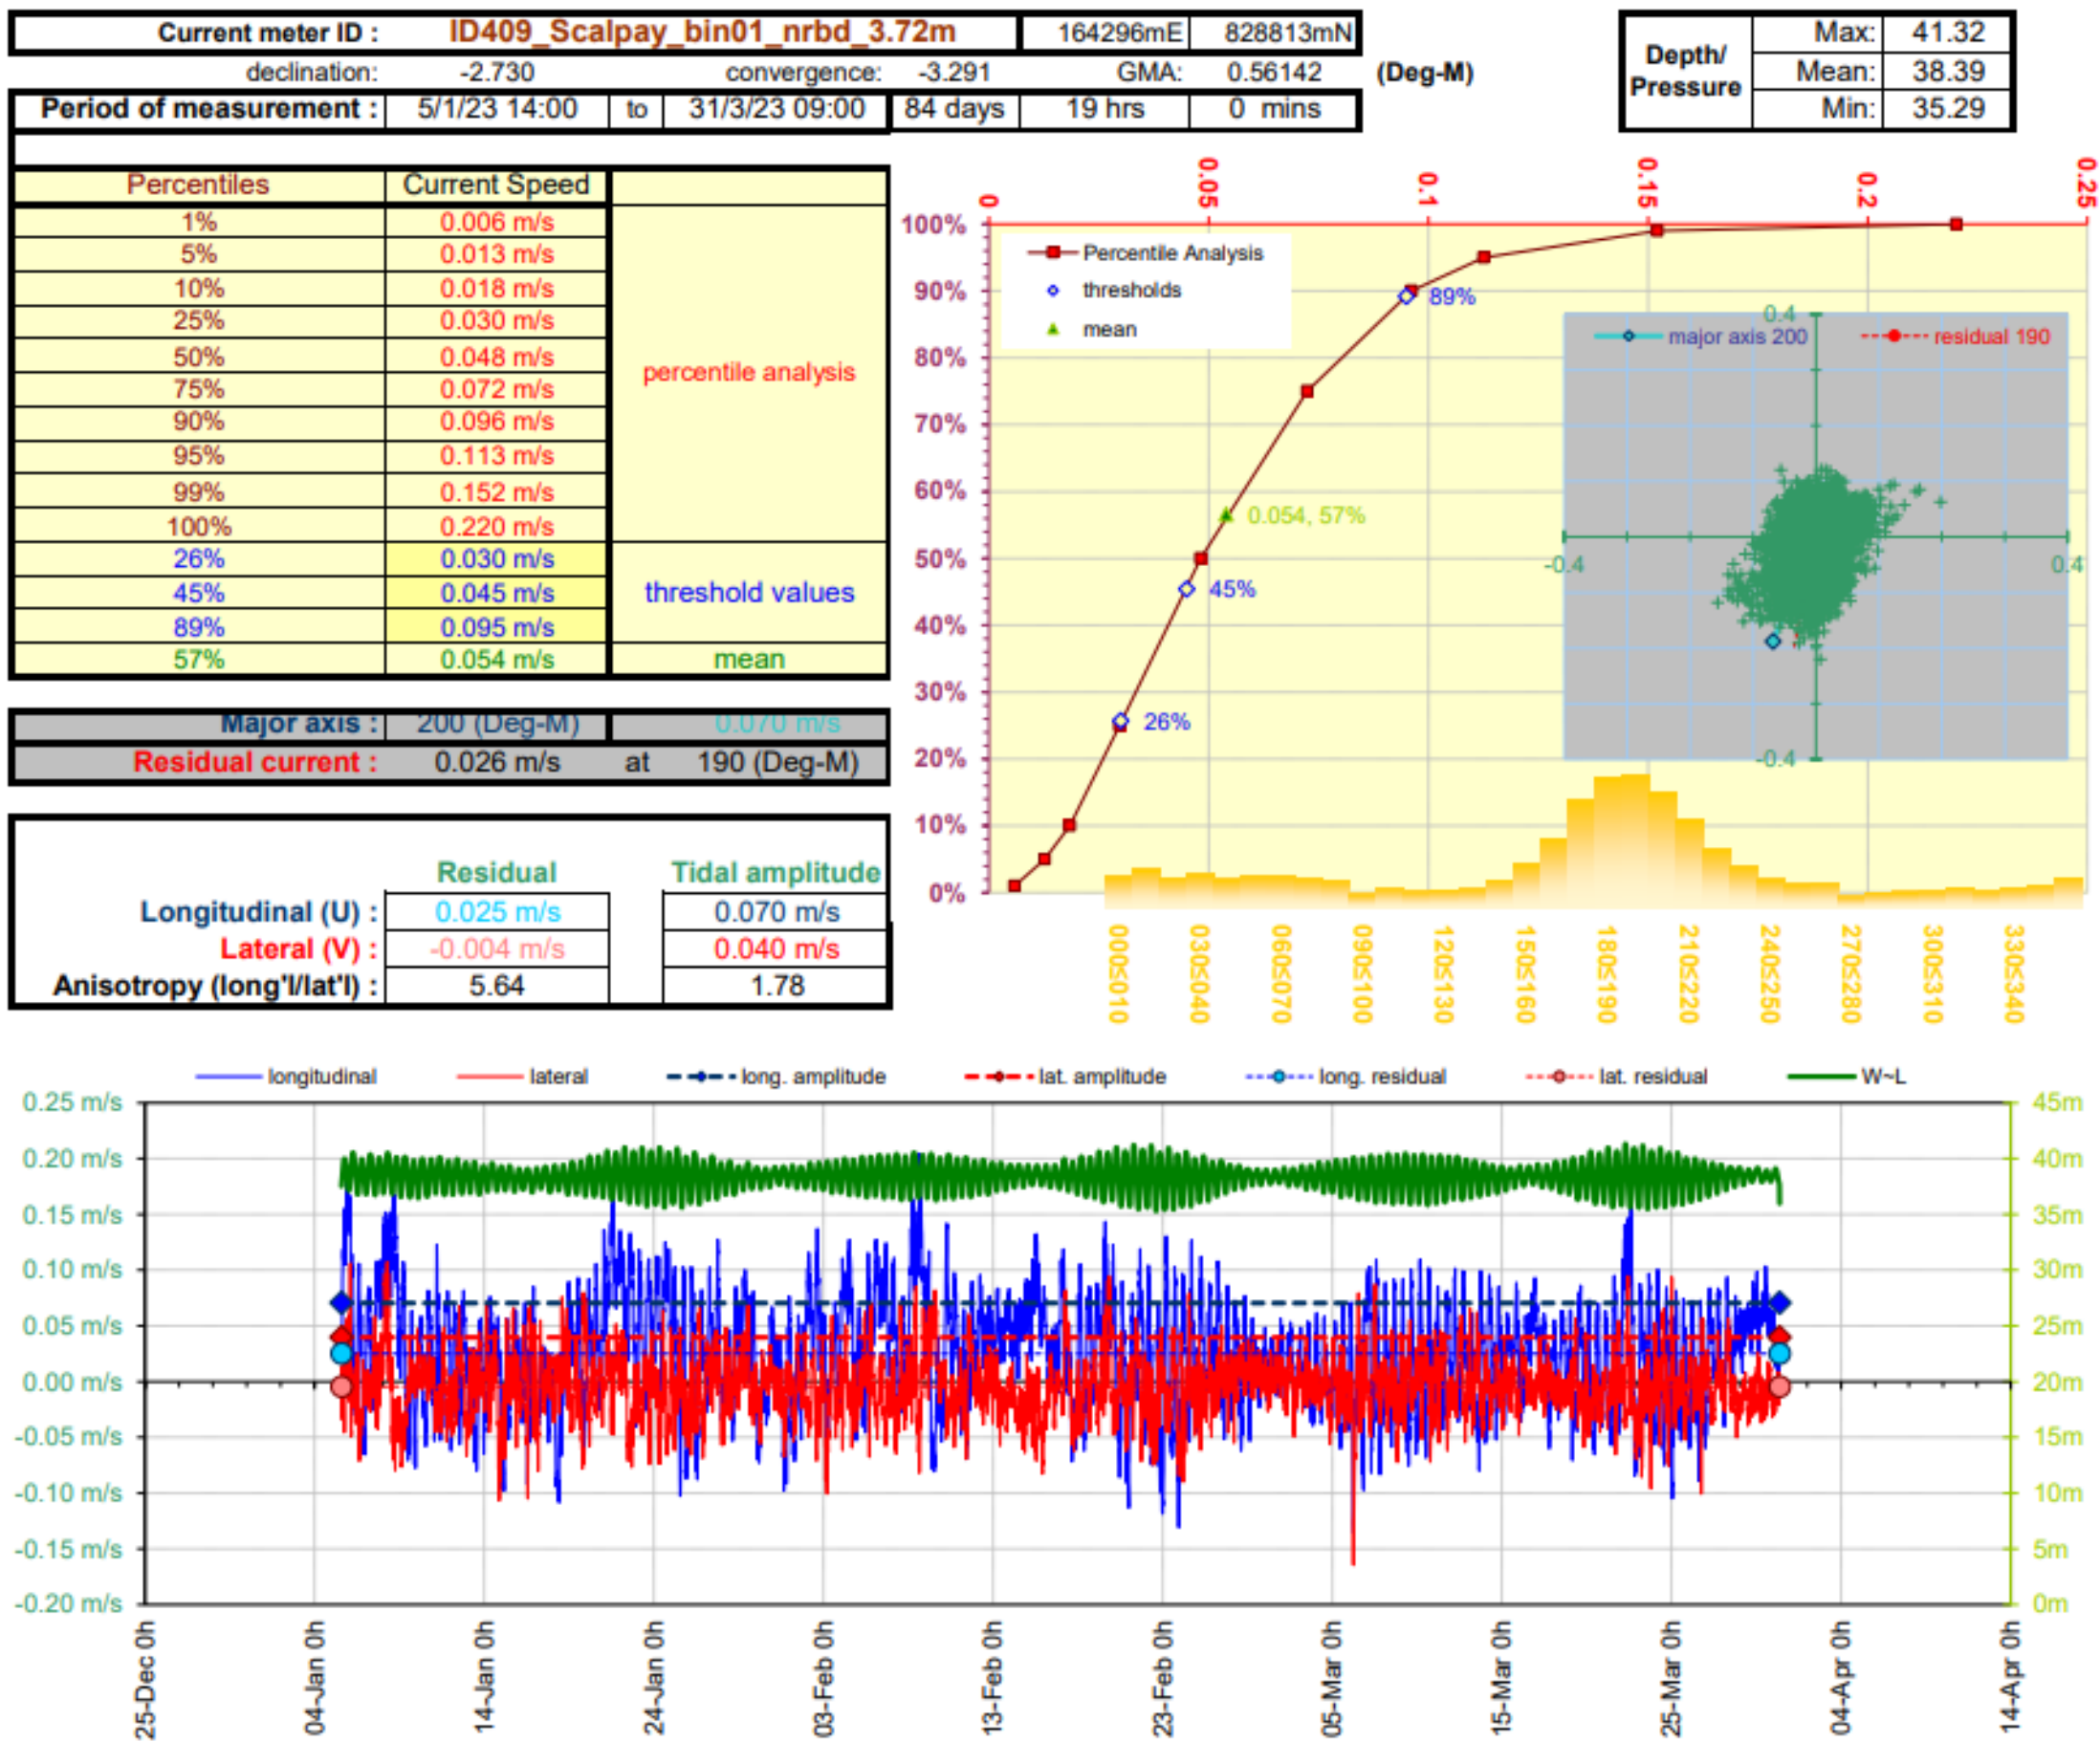 Current meter ID : ID409_Scalpay_bin01_nrbd_3.72m 164296mE 828813mN
declination: -2.730 convergence: -3.291 GMA: 0.56142 (Deg-M)
Period of measurement : 5/1/23 14:00 to 31/3/23 09:00 84 days 19 hrs 0 mins
Depth/ Pressure
Max: 41.32
Mean: 38.39
Min: 35.29
Percentiles Current Speed
1% 0.006 m/s
5% 0.013 m/s
10% 0.018 m/s
25% 0.030 m/s
50% 0.048 m/s
75% 0.072 m/s
90% 0.096 m/s
95% 0.113 m/s
99% 0.152 m/s
100% 0.220 m/s
percentile analysis
26% 0.030 m/s
45% 0.045 m/s
89% 0.095 m/s
threshold values
57% 0.054 m/s mean
Major axis : 200 (Deg-M) 0.070 m/s
Residual current : 0.026 m/s at 190 (Deg-M)
Residual Tidal amplitude
Longitudinal (U) : 0.025 m/s 0.070 m/s
Lateral (V) : -0.004 m/s 0.040 m/s
Anisotropy (long'l/lat'l) : 5.64 1.78
0 0.05 0.1 0.15 0.2 0.25
100%
90%
80%
70%
60%
50%
40%
30%
20%
10%
0%
Percentile Analysis
thresholds
mean
89%
0.054, 57%
45%
26%
0.4
major axis 200 residual 190
-0.4 0.4
-0.4
000≤010 030≤040 060≤070 090≤100 120≤130 150≤160 180≤190 210≤220 240≤250 270≤280 300≤310 330≤340
longitudinal lateral long. amplitude lat. amplitude long. residual lat. residual W~L
0.25 m/s
0.20 m/s
0.15 m/s
0.10 m/s
0.05 m/s
0.00 m/s
-0.05 m/s
-0.10 m/s
-0.15 m/s
-0.20 m/s
45m
40m
35m
30m
25m
20m
15m
10m
5m
0m
25-Dec 0h 04-Jan 0h 14-Jan 0h 24-Jan 0h 03-Feb 0h 13-Feb 0h 23-Feb 0h 05-Mar 0h 15-Mar 0h 25-Mar 0h 04-Apr 0h 14-Apr 0h